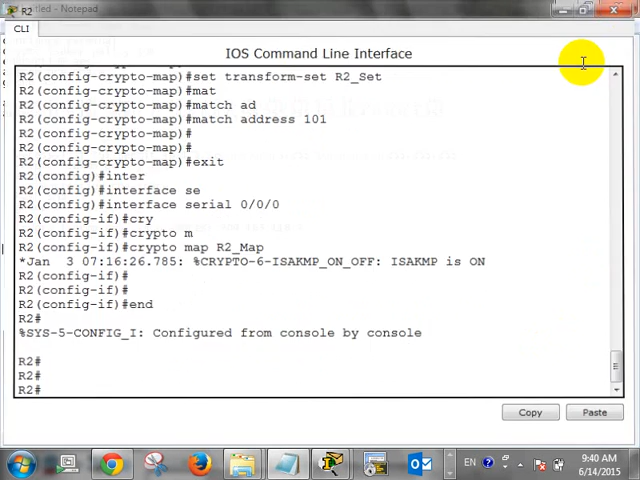 Untitled - Notepad
R2
CLI
IOS Command Line Interface
R2(config-crypto-map)#set transform-set R2_Set
R2(config-crypto-map)#mat
R2(config-crypto-map)#match ad
R2(config-crypto-map)#match address 101
R2(config-crypto-map)#
R2(config-crypto-map)#
R2(config-crypto-map)#exit
R2(config)#inter
R2(config)#interface se
R2(config)#interface serial 0/0/0
R2(config-if)#cry
R2(config-if)#crypto m
R2(config-if)#crypto map R2_Map
*Jan  3 07:16:26.785: %CRYPTO-6-ISAKMP_ON_OFF: ISAKMP is ON
R2(config-if)#
R2(config-if)#
R2(config-if)#end
R2#
%SYS-5-CONFIG_I: Configured from console by console
R2#
R2#
R2#
Copy
Paste
EN
9:40 AM
6/14/2015